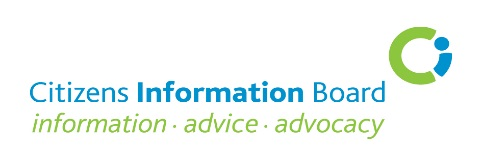 Citizens Information Board
information · advice · advocacy